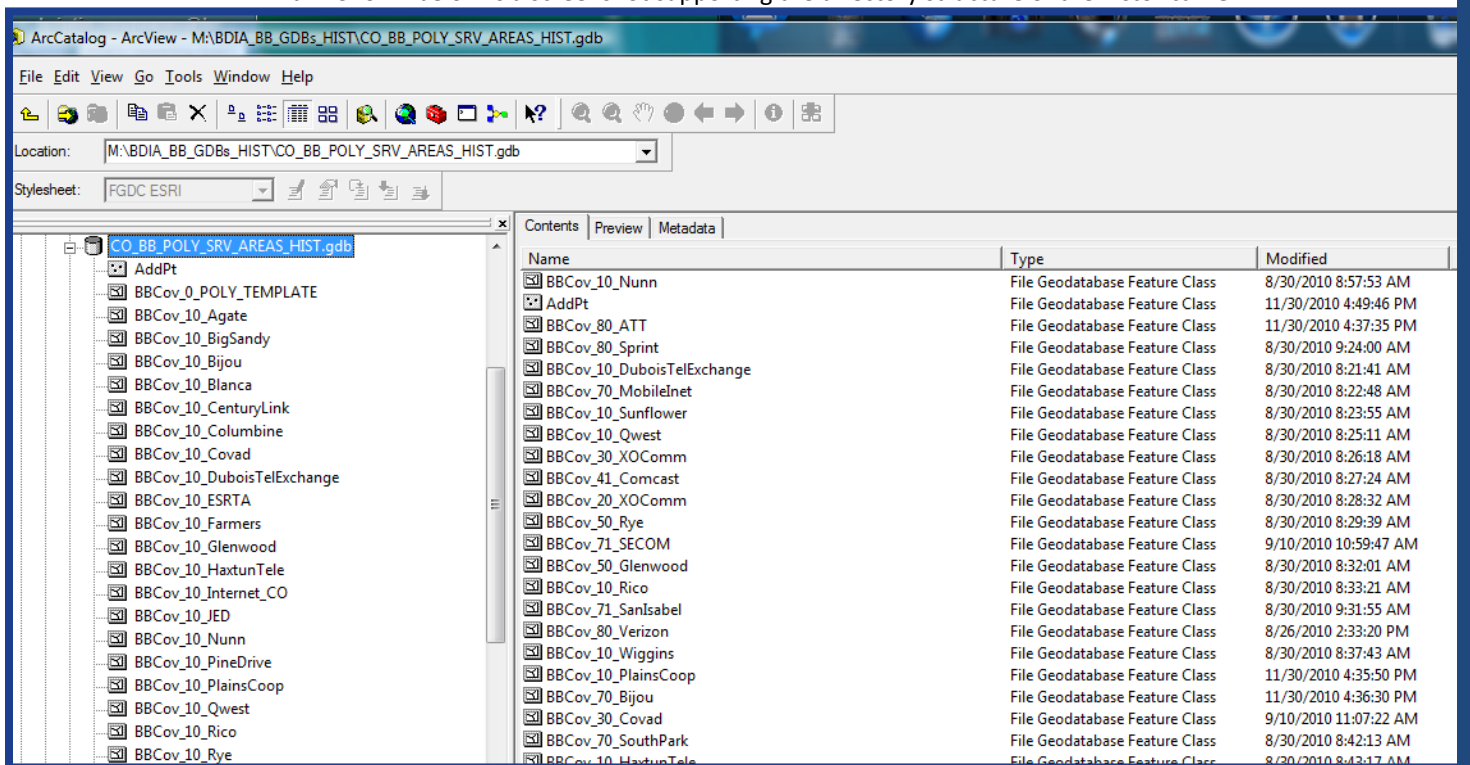 ArcCatalog - ArcView - M:\BDIA_BB_GDBs_HIST\CO_BB_POLY_SRV_AREAS_HIST.gdb
File Edit View Go Tools Window Help
Location: M:\BDIA_BB_GDBs_HIST\CO_BB_POLY_SRV_AREAS_HIST.gdb
Stylesheet: FGDC ESRI
CO_BB_POLY_SRV_AREAS_HIST.gdb
AddPt
BBCov_0_POLY_TEMPLATE
BBCov_10_Agate
BBCov_10_BigSandy
BBCov_10_Bijou
BBCov_10_Blanca
BBCov_10_CenturyLink
BBCov_10_Columbine
BBCov_10_Covad
BBCov_10_DuboisTelExchange
BBCov_10_ESRTA
BBCov_10_Farmers
BBCov_10_Glenwood
BBCov_10_HaxtunTele
BBCov_10_Internet_CO
BBCov_10_JED
BBCov_10_Nunn
BBCov_10_PineDrive
BBCov_10_PlainsCoop
BBCov_10_Qwest
BBCov_10_Rico
BBCov_10_Rye
Contents Preview Metadata
Name Type Modified
BBCov_10_Nunn File Geodatabase Feature Class 8/30/2010 8:57:53 AM
AddPt File Geodatabase Feature Class 11/30/2010 4:49:46 PM
BBCov_80_ATT File Geodatabase Feature Class 11/30/2010 4:37:35 PM
BBCov_80_Sprint File Geodatabase Feature Class 8/30/2010 9:24:00 AM
BBCov_10_DuboisTelExchange File Geodatabase Feature Class 8/30/2010 8:21:41 AM
BBCov_70_MobileInet File Geodatabase Feature Class 8/30/2010 8:22:48 AM
BBCov_10_Sunflower File Geodatabase Feature Class 8/30/2010 8:23:55 AM
BBCov_10_Qwest File Geodatabase Feature Class 8/30/2010 8:25:11 AM
BBCov_30_XOComm File Geodatabase Feature Class 8/30/2010 8:26:18 AM
BBCov_41_Comcast File Geodatabase Feature Class 8/30/2010 8:27:24 AM
BBCov_20_XOComm File Geodatabase Feature Class 8/30/2010 8:28:32 AM
BBCov_50_Rye File Geodatabase Feature Class 8/30/2010 8:29:39 AM
BBCov_71_SECOM File Geodatabase Feature Class 9/10/2010 10:59:47 AM
BBCov_50_Glenwood File Geodatabase Feature Class 8/30/2010 8:32:01 AM
BBCov_10_Rico File Geodatabase Feature Class 8/30/2010 8:33:21 AM
BBCov_71_SanIsabel File Geodatabase Feature Class 8/30/2010 9:31:55 AM
BBCov_80_Verizon File Geodatabase Feature Class 8/26/2010 2:33:20 PM
BBCov_10_Wiggins File Geodatabase Feature Class 8/30/2010 8:37:43 AM
BBCov_10_PlainsCoop File Geodatabase Feature Class 11/30/2010 4:35:50 PM
BBCov_70_Bijou File Geodatabase Feature Class 11/30/2010 4:36:30 PM
BBCov_30_Covad File Geodatabase Feature Class 9/10/2010 11:07:22 AM
BBCov_70_SouthPark File Geodatabase Feature Class 8/30/2010 8:42:13 AM
BBCov_10_HaxtunTele File Geodatabase Feature Class 8/30/2010 8:43:17 AM